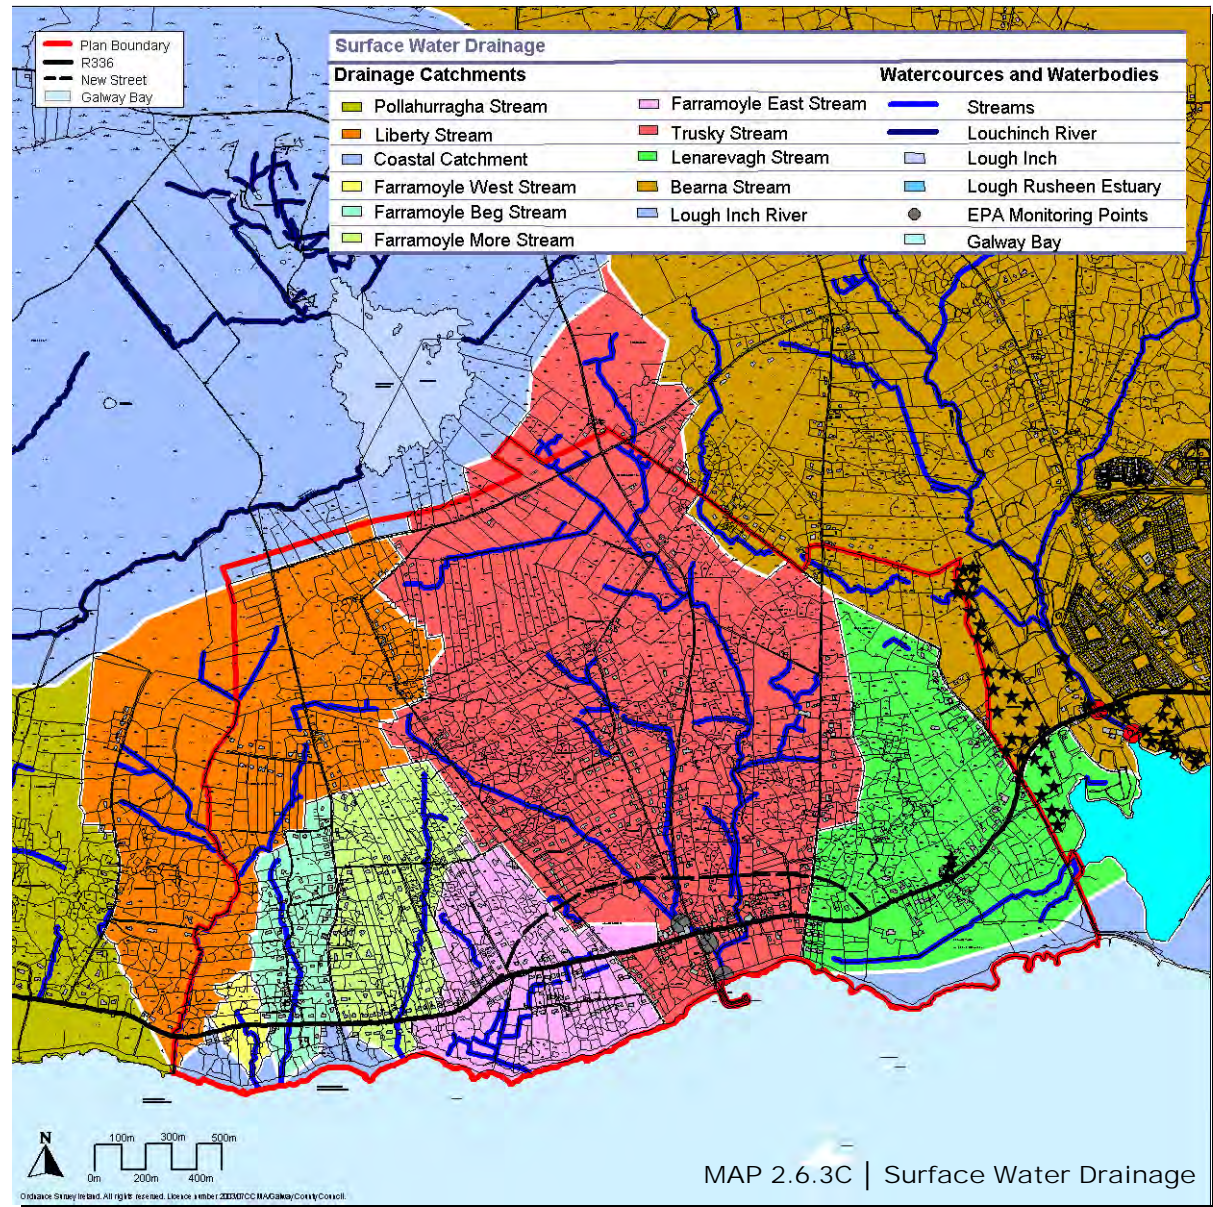 Plan Boundary
R336
New Street
Galway Bay
Surface Water Drainage
Drainage Catchments
Watercources and Waterbodies
Pollahurragha Stream
Farramoyle East Stream
Streams
Liberty Stream
Trusky Stream
Louchinch River
Coastal Catchment
Lenarevagh Stream
Lough Inch
Farramoyle West Stream
Bearna Stream
Lough Rusheen Estuary
Farramoyle Beg Stream
Lough Inch River
EPA Monitoring Points
Farramoyle More Stream
Galway Bay
N
100m 300m 500m
0m 200m 400m
MAP 2.6.3C | Surface Water Drainage